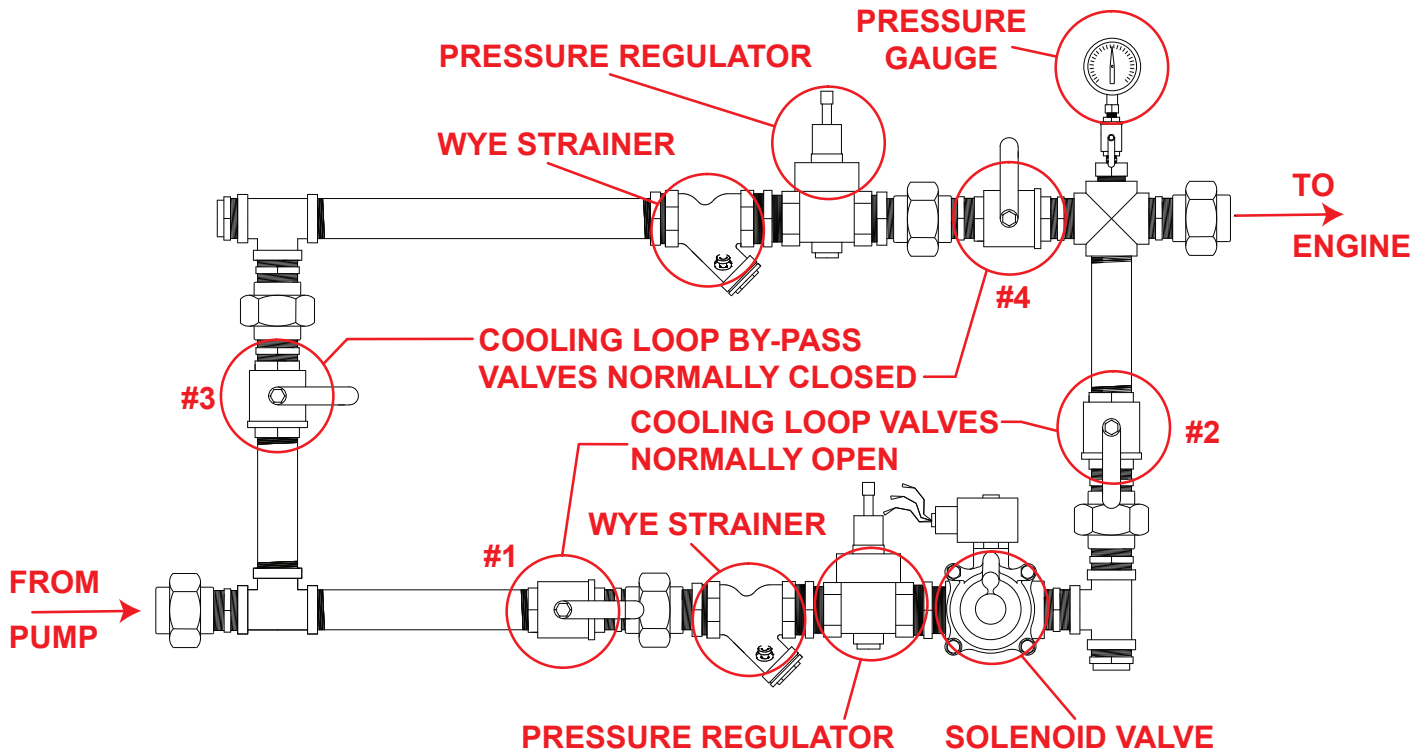 PRESSURE
GAUGE
PRESSURE REGULATOR
WYE STRAINER
TO
ENGINE
#4
COOLING LOOP BY-PASS
VALVES NORMALLY CLOSED
#3
COOLING LOOP VALVES
NORMALLY OPEN
#2
WYE STRAINER
#1
FROM
PUMP
PRESSURE REGULATOR
SOLENOID VALVE